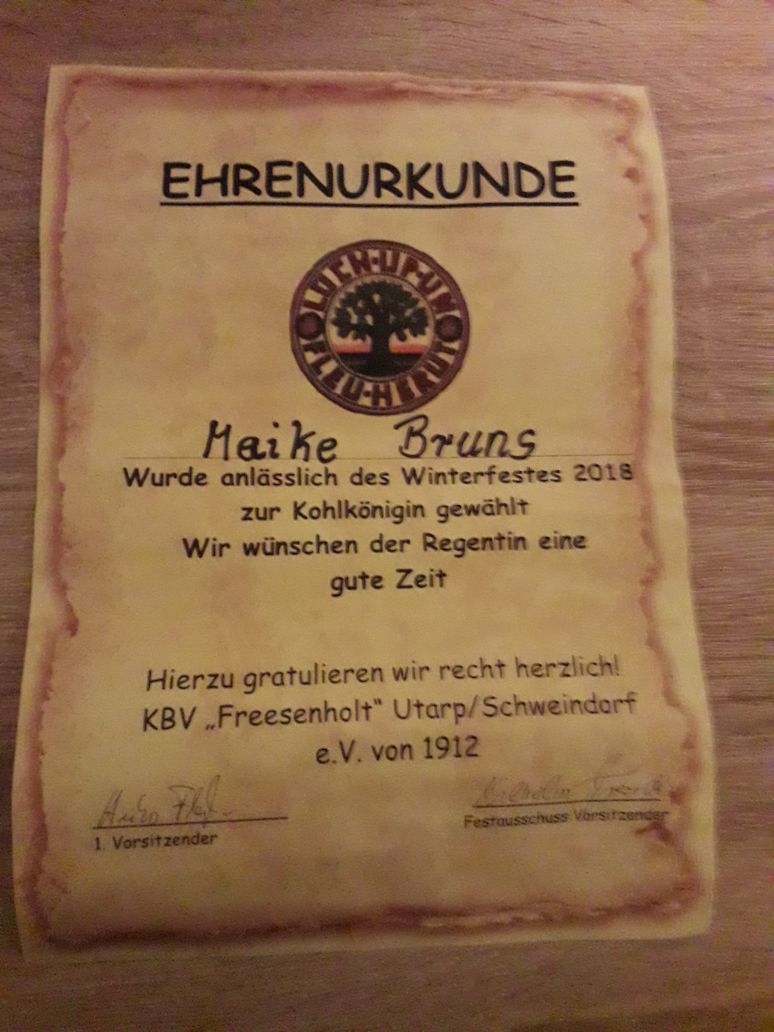 EHRENURKUNDE
LUCH·UP·UN
FLEU·HERUT
Maike Bruns
Wurde anlässlich des Winterfestes 2018
zur Kohlkönigin gewählt
Wir wünschen der Regentin eine
gute Zeit
Hierzu gratulieren wir recht herzlich!
KBV „Freesenholt“ Utarp/Schweindorf
e.V. von 1912
1. Vorsitzender
Festausschuss Vorsitzender